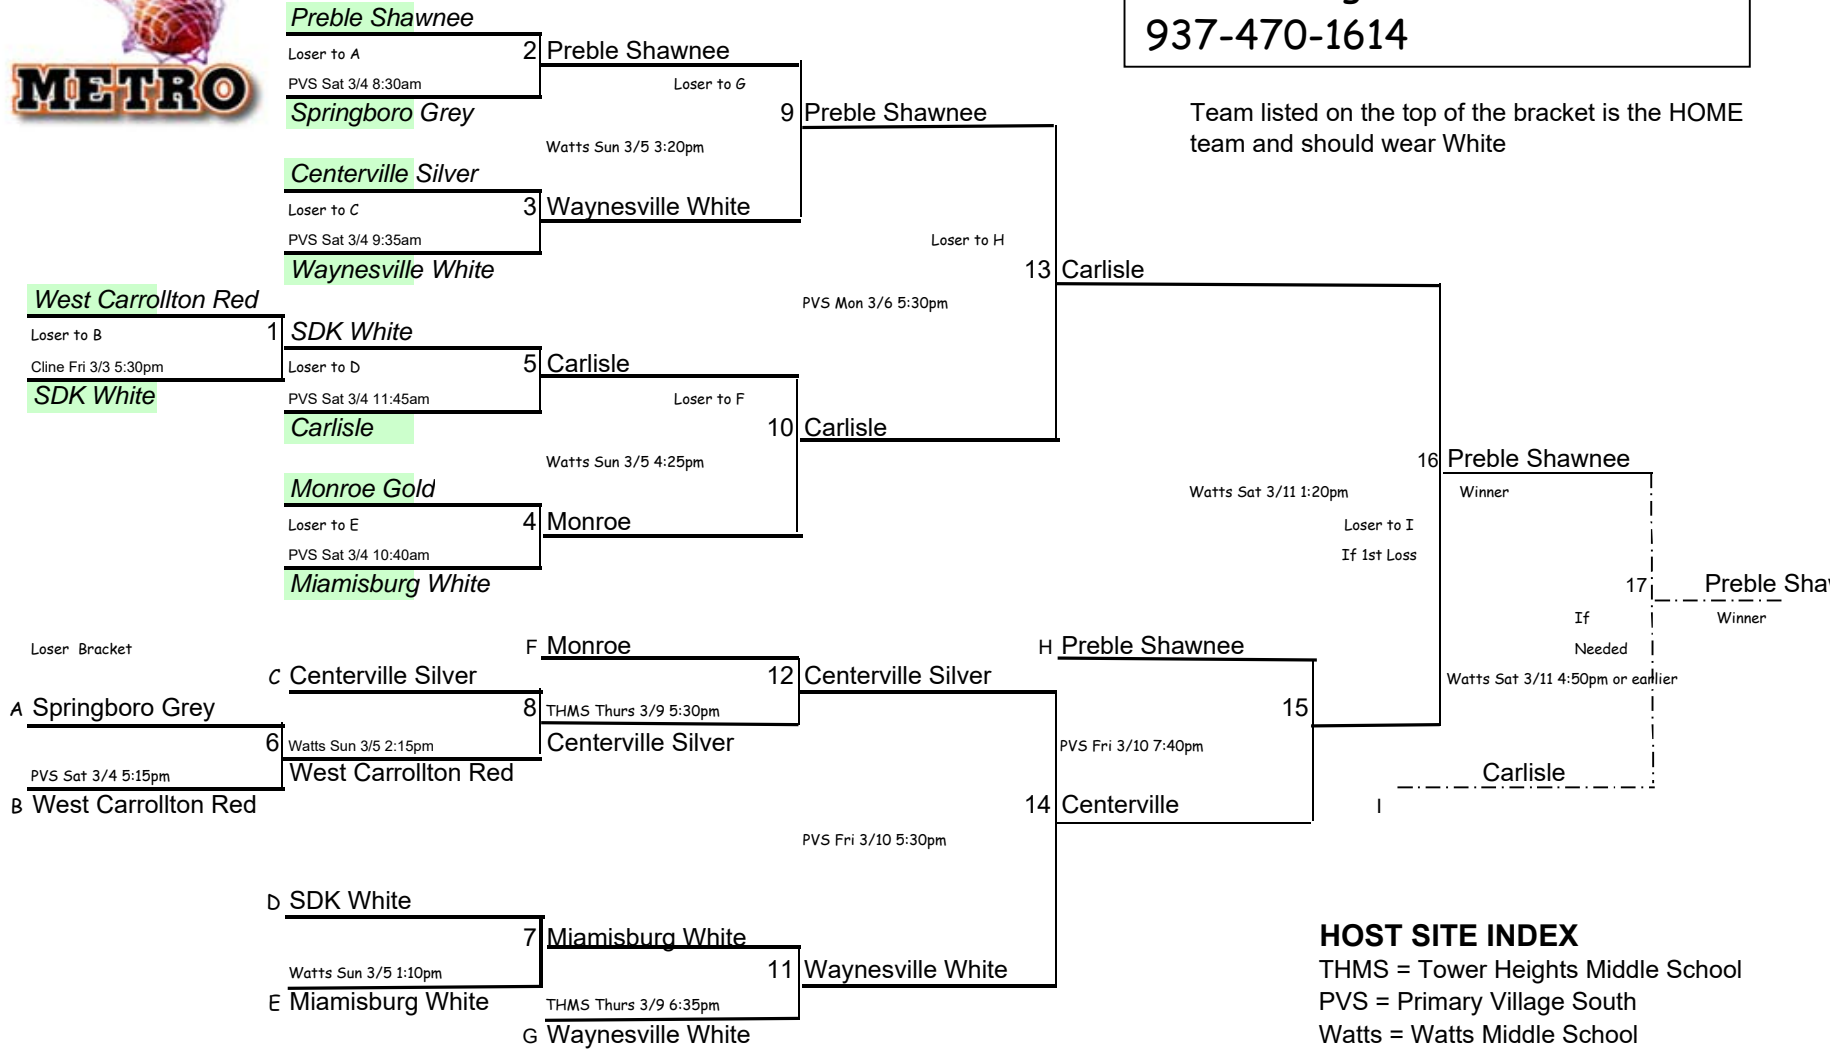 METRO
937-470-1614
Team listed on the top of the bracket is the HOME
team and should wear White
Preble Shawnee
Loser to A
2 Preble Shawnee
PVS Sat 3/4 8:30am
Loser to G
Springboro Grey
9 Preble Shawnee
Watts Sun 3/5 3:20pm
Centerville Silver
Loser to C
3 Waynesville White
PVS Sat 3/4 9:35am
Loser to H
Waynesville White
13 Carlisle
West Carrollton Red
PVS Mon 3/6 5:30pm
Loser to B
1 SDK White
Cline Fri 3/3 5:30pm
Loser to D
5 Carlisle
SDK White
PVS Sat 3/4 11:45am
Loser to F
Carlisle
10 Carlisle
Watts Sun 3/5 4:25pm
16 Preble Shawnee
Monroe Gold
Watts Sat 3/11 1:20pm
Winner
Loser to E
4 Monroe
Loser to I
PVS Sat 3/4 10:40am
If 1st Loss
Miamisburg White
17 Preble Shaw
If
Winner
Loser Bracket
F Monroe
H Preble Shawnee
Needed
C Centerville Silver
12 Centerville Silver
Watts Sat 3/11 4:50pm or earlier
A Springboro Grey
8 THMS Thurs 3/9 5:30pm
15
6 Watts Sun 3/5 2:15pm
Centerville Silver
PVS Fri 3/10 7:40pm
PVS Sat 3/4 5:15pm
West Carrollton Red
Carlisle
B West Carrollton Red
14 Centerville
I
PVS Fri 3/10 5:30pm
D SDK White
7 Miamisburg White
HOST SITE INDEX
Watts Sun 3/5 1:10pm
11 Waynesville White
THMS = Tower Heights Middle School
E Miamisburg White
THMS Thurs 3/9 6:35pm
PVS = Primary Village South
G Waynesville White
Watts = Watts Middle School